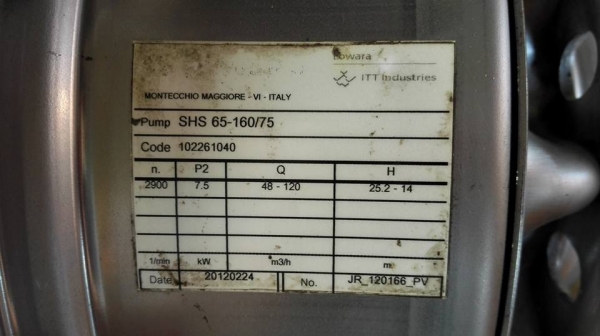 Lowara
ITT Industries
MONTECCHIO MAGGIORE - VI - ITALY
Pump SHS 65-160/75
Code 102261040
n. P2 Q H
2900 7.5 48 - 120 25.2 - 14
1/min kW m3/h m
Date 20120224 No. JR_120166_PV